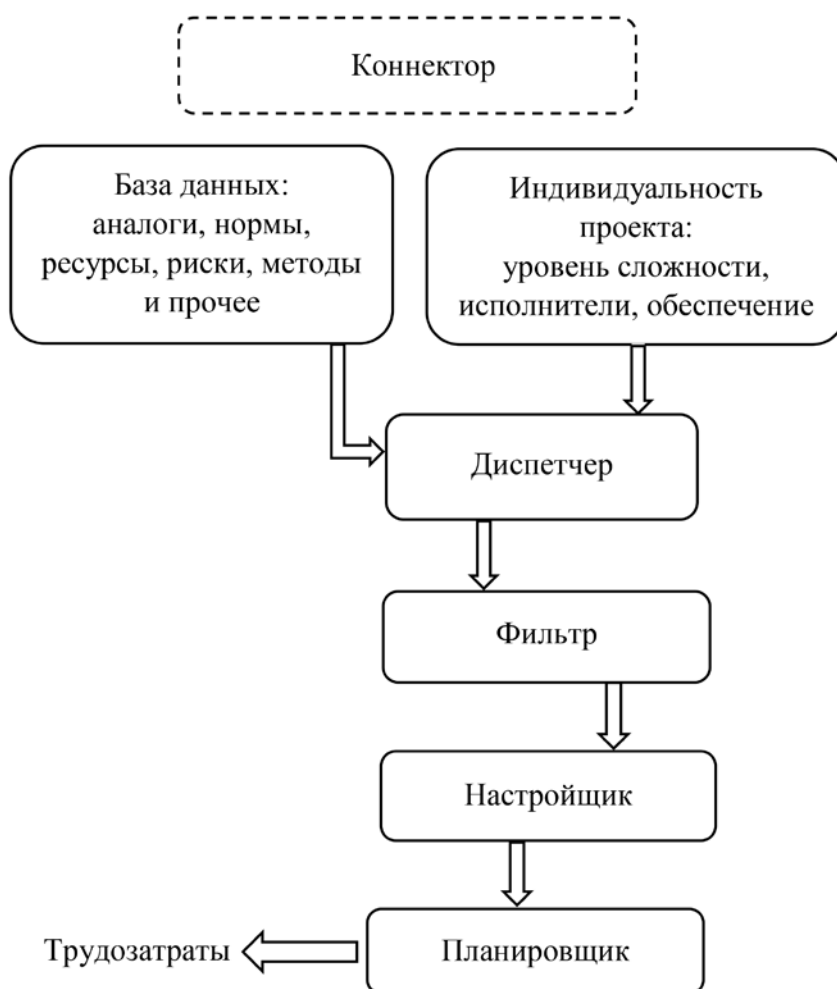 Коннектор
База данных:
аналоги, нормы,
ресурсы, риски, методы
и прочее
Индивидуальность
проекта:
уровень сложности,
исполнители, обеспечение
Диспетчер
Фильтр
Настройщик
Планировщик
Трудозатраты